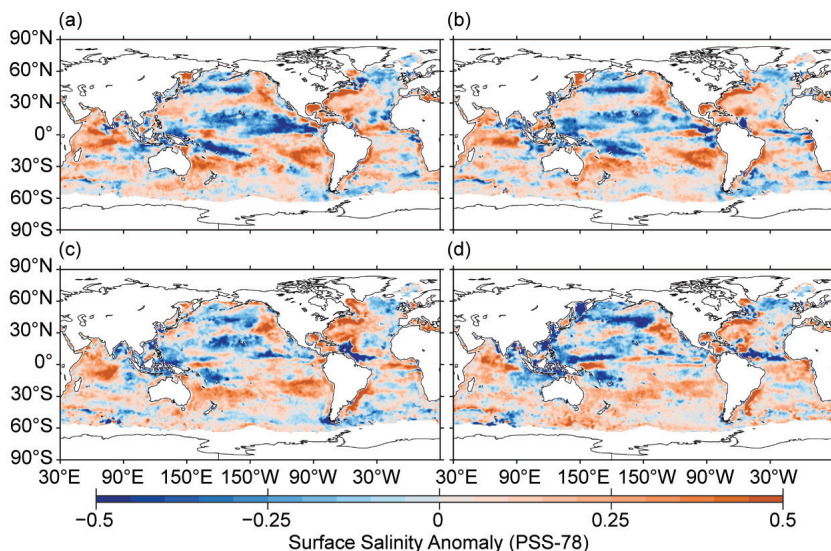 (a) (b)
90°N
60°N
30°N
0°
30°S
60°S
90°S
(c) (d)
90°N
60°N
30°N
0°
30°S
60°S
90°S
30°E 90°E 150°E 150°W 90°W 30°W 30°E 90°E 150°E 150°W 90°W 30°W
−0.5 −0.25 0 0.25 0.5
Surface Salinity Anomaly (PSS-78)